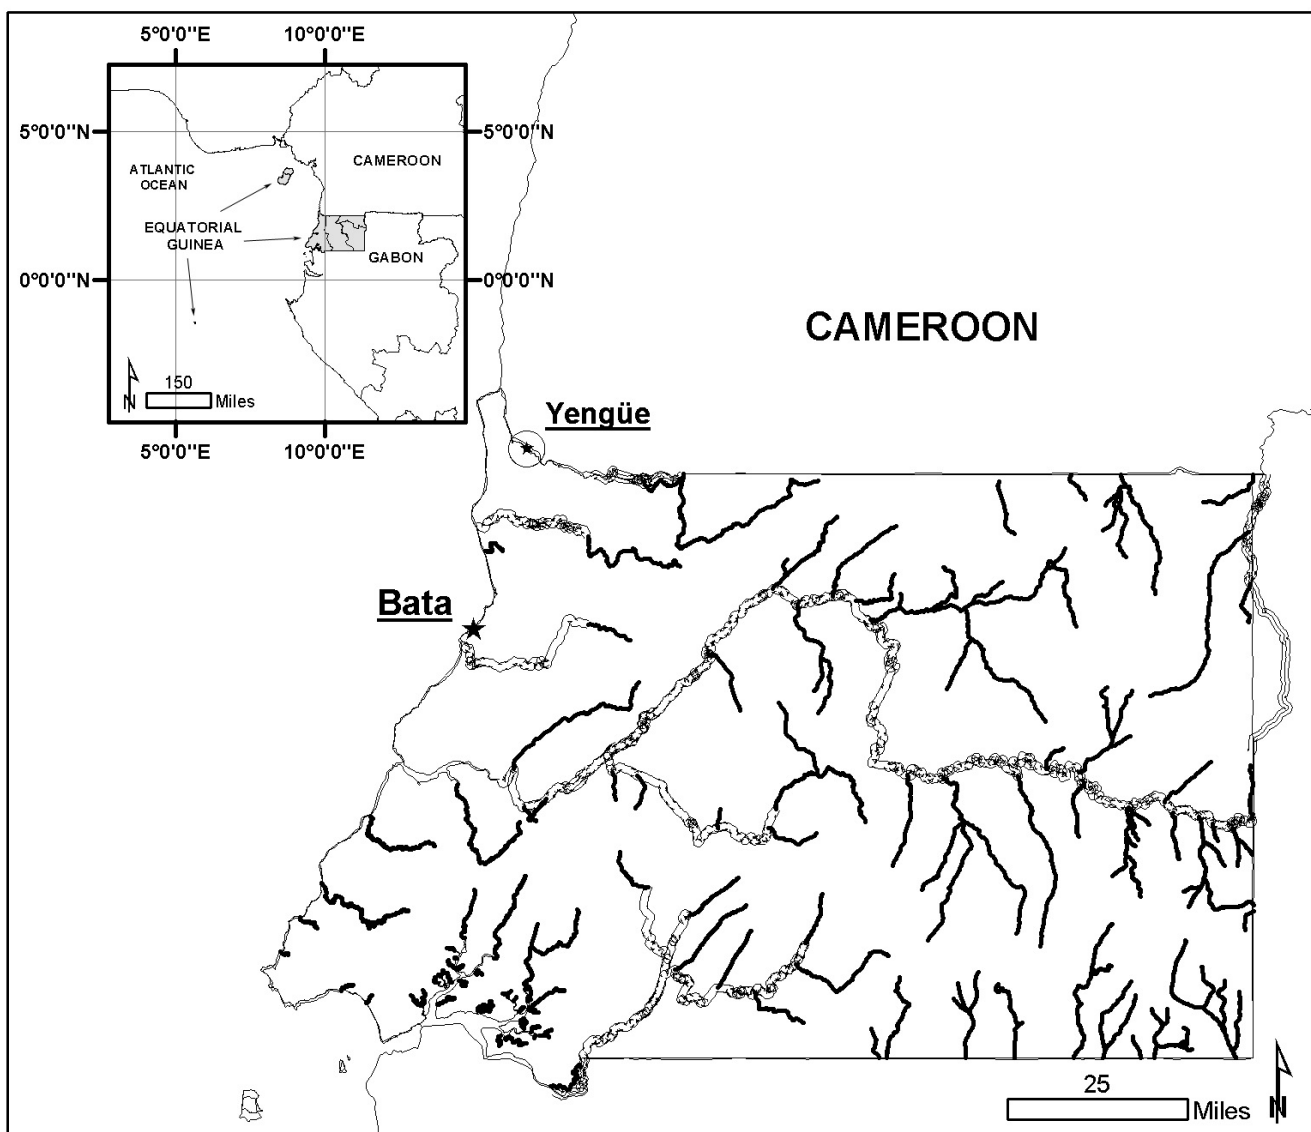 5°0'0"E 10°0'0"E
5°0'0"N 5°0'0"N
CAMEROON
ATLANTIC
OCEAN
EQUATORIAL
GUINEA
GABON
0°0'0"N 0°0'0"N
150
N Miles
5°0'0"E 10°0'0"E
CAMEROON
Yengüe
Bata
25
Miles N